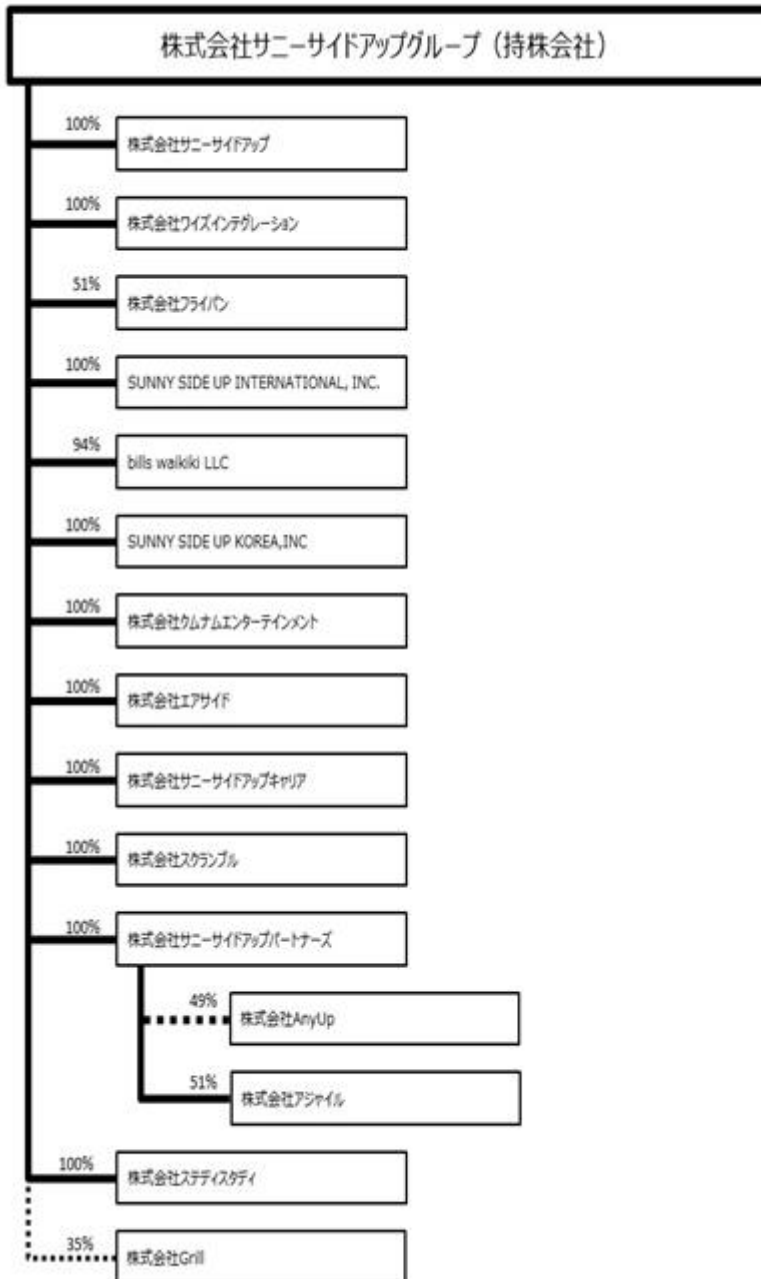 株式会社サニーサイドアップグループ（持株会社）
100%
株式会社サニーサイドアップ
100%
株式会社ワイズインテグレーション
51%
株式会社フライパン
100%
SUNNY SIDE UP INTERNATIONAL, INC.
94%
bills waikiki LLC
100%
SUNNY SIDE UP KOREA,INC
100%
株式会社クムナムエンターテインメント
100%
株式会社エアサイド
100%
株式会社サニーサイドアップキャリア
100%
株式会社スクランブル
100%
株式会社サニーサイドアップパートナーズ
49%
株式会社AnyUp
51%
株式会社アジャイル
100%
株式会社ステディスタディ
35%
株式会社Grill